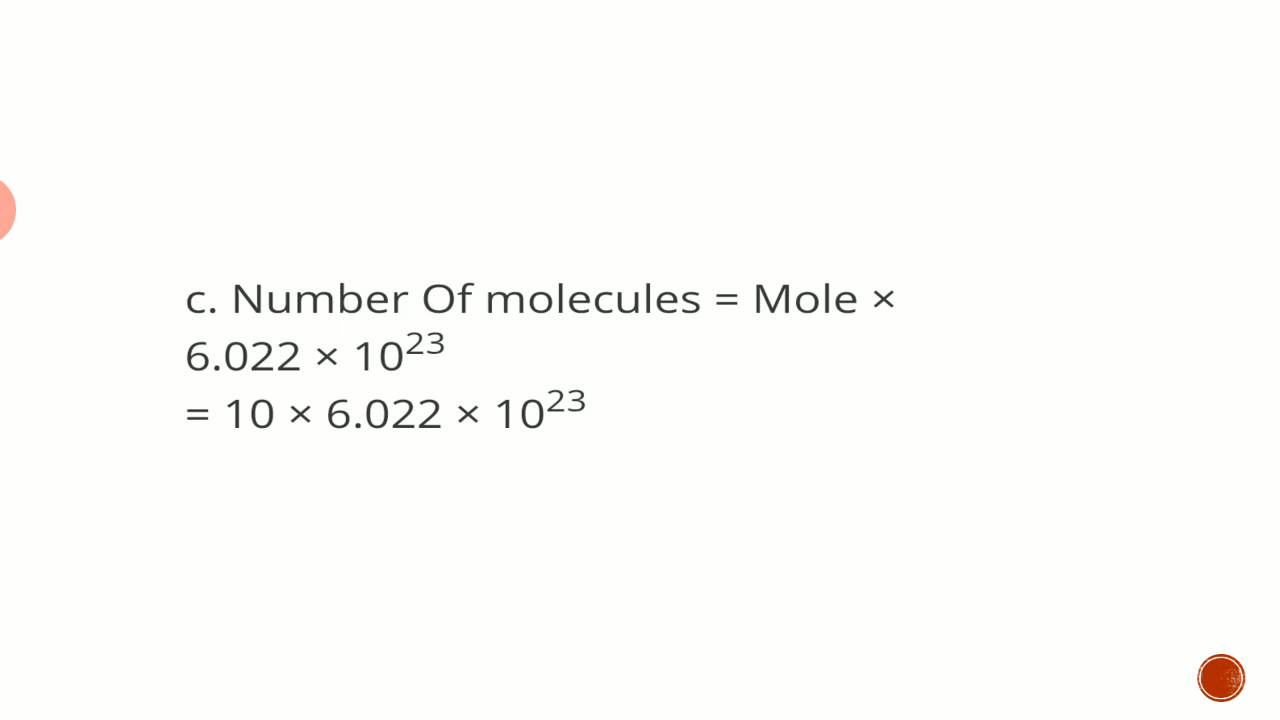 c. Number Of molecules = Mole ×
6.022 × 10²³
= 10 × 6.022 × 10²³